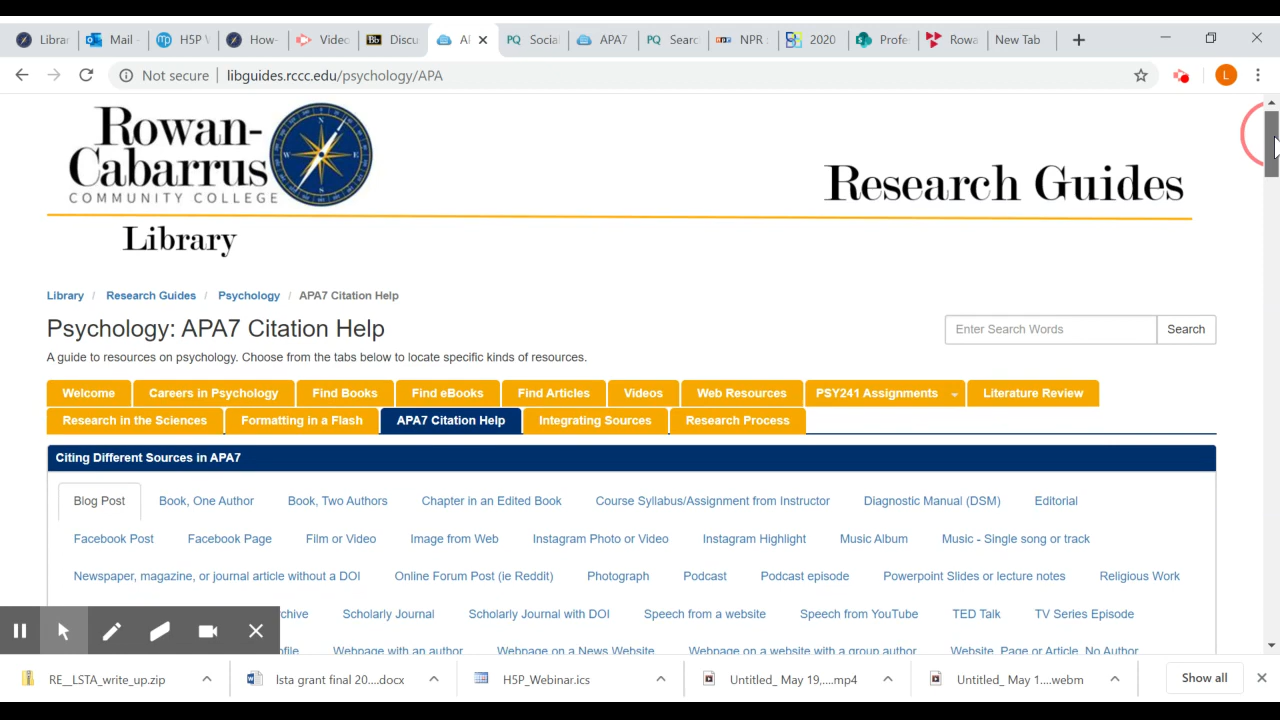 Librar Mail - H5P V How- Video Discu AI PQ Social APA7 PQ Searc NPR 2020 Profe Rowa New Tab
Not secure libguides.rccc.edu/psychology/APA L
Rowan-
Cabarrus
COMMUNITY COLLEGE
Library
Research Guides
Library / Research Guides / Psychology / APA7 Citation Help
Psychology: APA7 Citation Help
Enter Search Words Search
A guide to resources on psychology. Choose from the tabs below to locate specific kinds of resources.
Welcome Careers in Psychology Find Books Find eBooks Find Articles Videos Web Resources PSY241 Assignments Literature Review
Research in the Sciences Formatting in a Flash APA7 Citation Help Integrating Sources Research Process
Citing Different Sources in APA7
Blog Post Book, One Author Book, Two Authors Chapter in an Edited Book Course Syllabus/Assignment from Instructor Diagnostic Manual (DSM) Editorial
Facebook Post Facebook Page Film or Video Image from Web Instagram Photo or Video Instagram Highlight Music Album Music - Single song or track
Newspaper, magazine, or journal article without a DOI Online Forum Post (ie Reddit) Photograph Podcast Podcast episode Powerpoint Slides or lecture notes Religious Work
chive Scholarly Journal Scholarly Journal with DOI Speech from a website Speech from YouTube TED Talk TV Series Episode
ofile Webpage with an author Webpage on a News Website Webpage on a website with a group author Website, Page or Article, No Author
RE__LSTA_write_up.zip lsta grant final 20....docx H5P_Webinar.ics Untitled_ May 19,....mp4 Untitled_ May 1....webm Show all